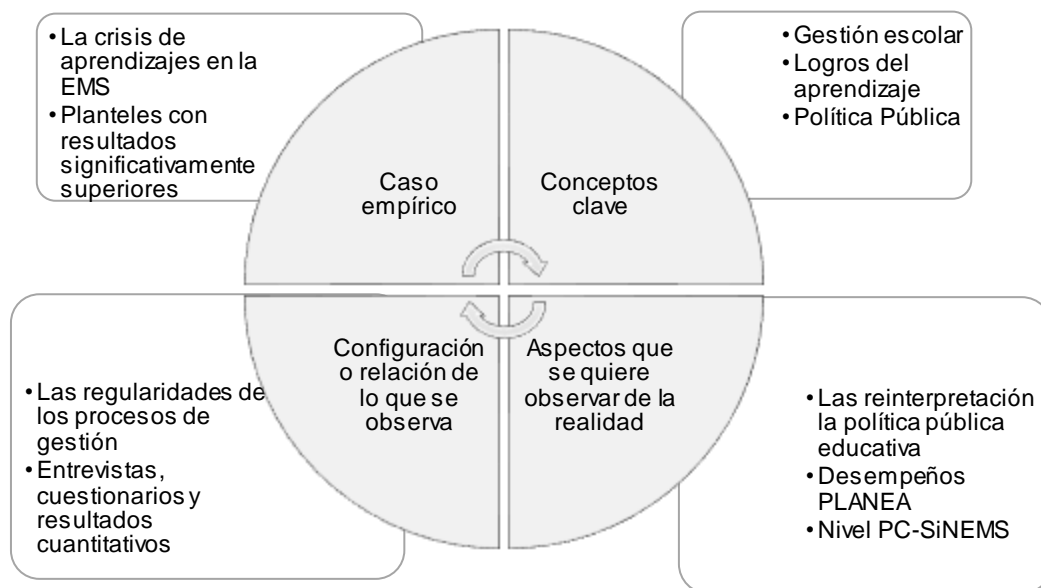 • La crisis de
aprendizajes en la
EMS
• Planteles con
resultados
significativamente
superiores
• Gestión escolar
• Logros del
aprendizaje
• Política Pública
Caso
empírico
Conceptos
clave
Configuración
o relación de
lo que se
observa
Aspectos que
se quiere
observar de la
realidad
• Las regularidades de
los procesos de
gestión
• Entrevistas,
cuestionarios y
resultados
cuantitativos
• Las reinterpretación
la política pública
educativa
• Desempeños
PLANEA
• Nivel PC-SiNEMS